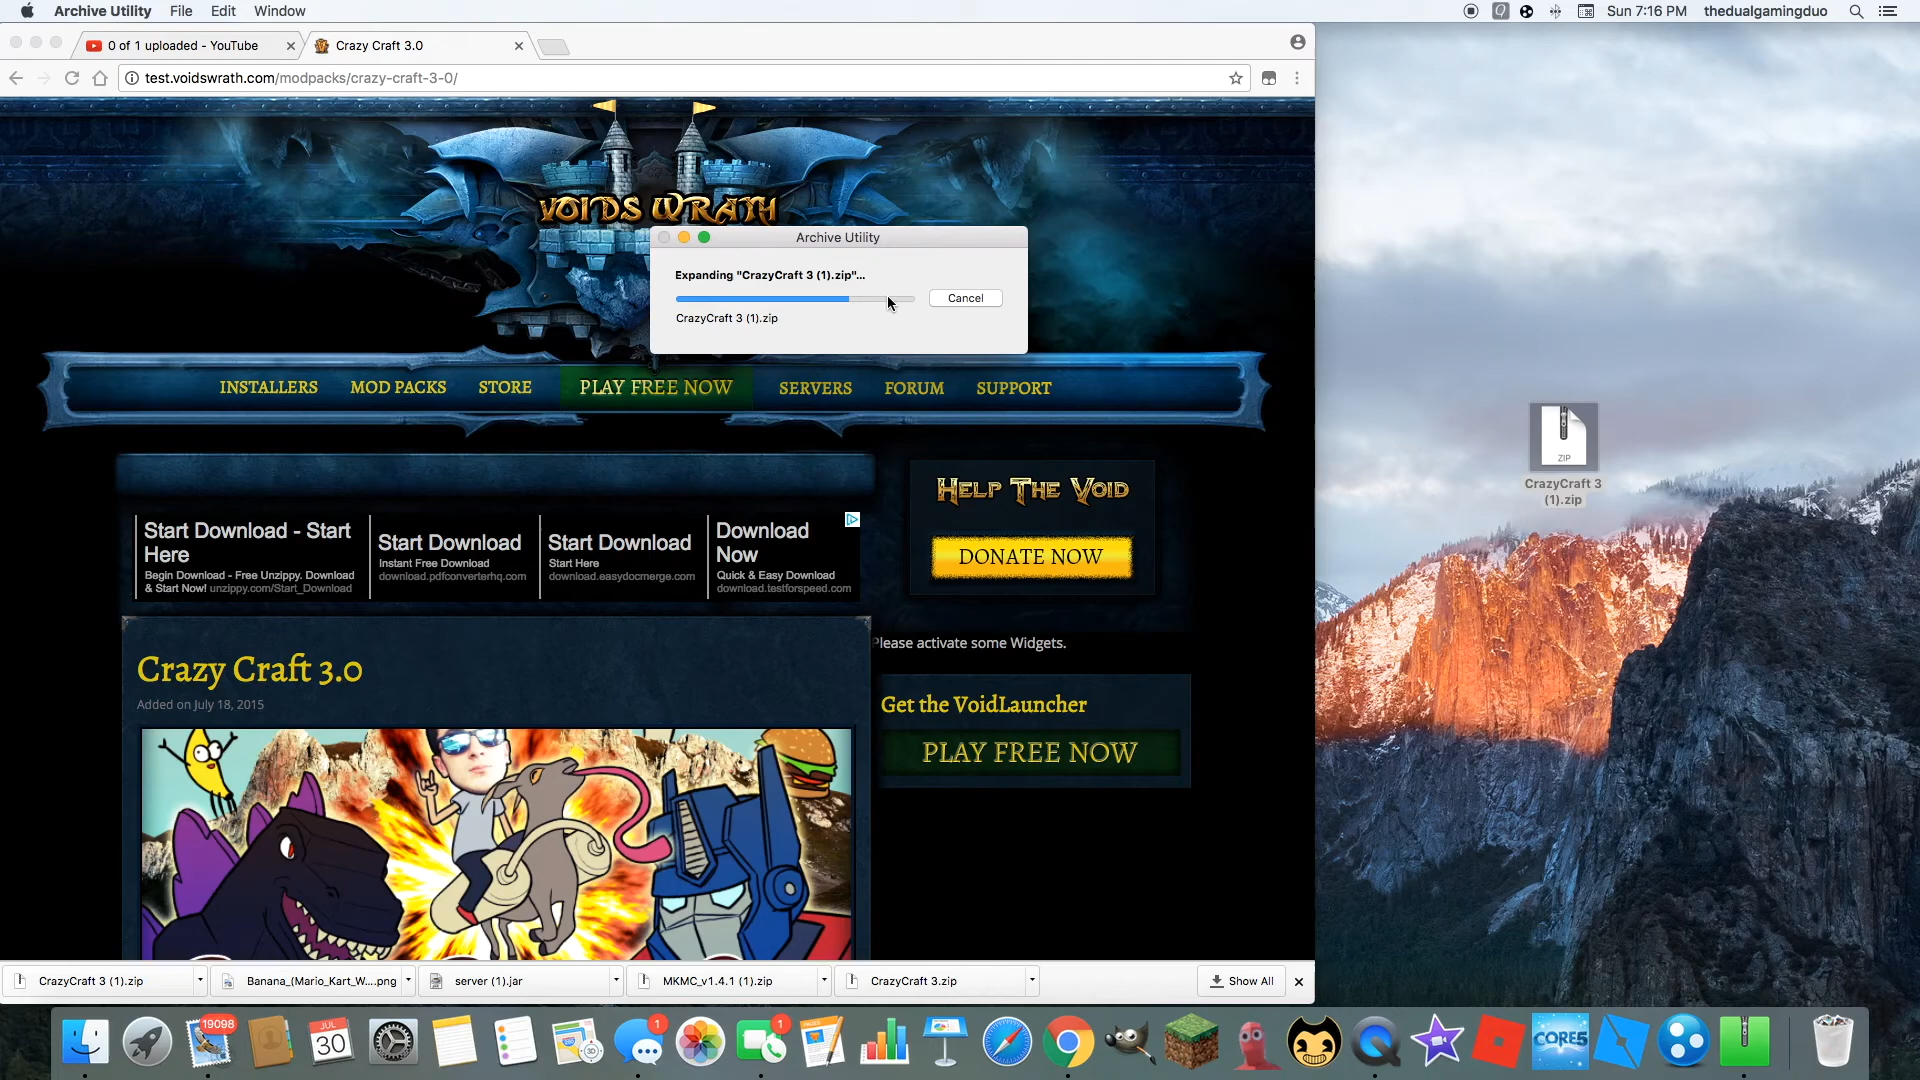 Archive Utility File Edit Window
Sun 7:16 PM thedualgamingduo
0 of 1 uploaded - YouTube
Crazy Craft 3.0
test.voidswrath.com/modpacks/crazy-craft-3-0/
VOIDS WRATH
Archive Utility
Expanding "CrazyCraft 3 (1).zip"...
Cancel
CrazyCraft 3 (1).zip
INSTALLERS MOD PACKS STORE PLAY FREE NOW SERVERS FORUM SUPPORT
ZIP
CrazyCraft 3
(1).zip
Start Download - Start
Here
Begin Download - Free Unzippy. Download
& Start Now! unzippy.com/Start_Download
Start Download
Instant Free Download
download.pdfconverterhq.com
Start Download
Start Here
download.easydocmerge.com
Download
Now
Quick & Easy Download
download.testforspeed.com
HELP THE VOID
DONATE NOW
Please activate some Widgets.
Crazy Craft 3.0
Added on July 18, 2015
Get the VoidLauncher
PLAY FREE NOW
CrazyCraft 3 (1).zip
Banana_(Mario_Kart_W....png
server (1).jar
MKMC_v1.4.1 (1).zip
CrazyCraft 3.zip
Show All
19098
JUL
30
3D
1
1
CORE5